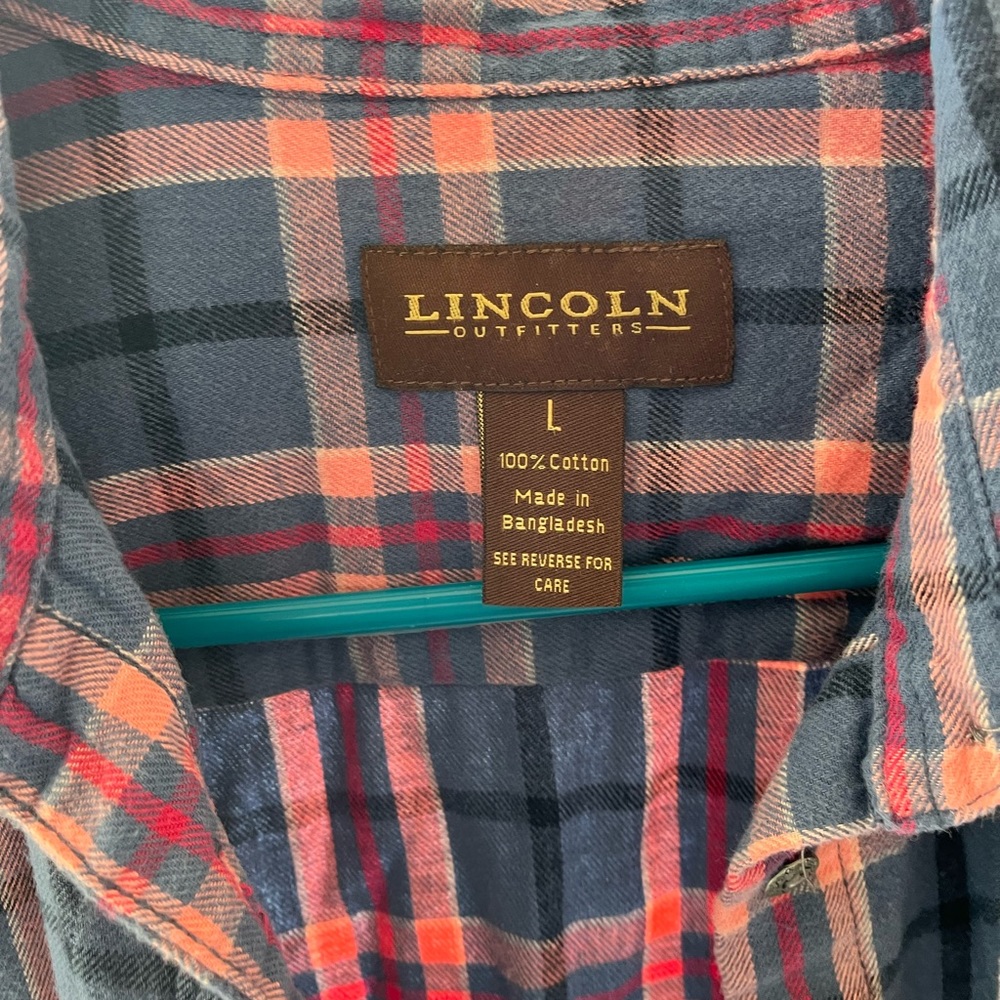 LINCOLN
OUTFITTERS
L
100% Cotton
Made in
Bangladesh
SEE REVERSE FOR
CARE